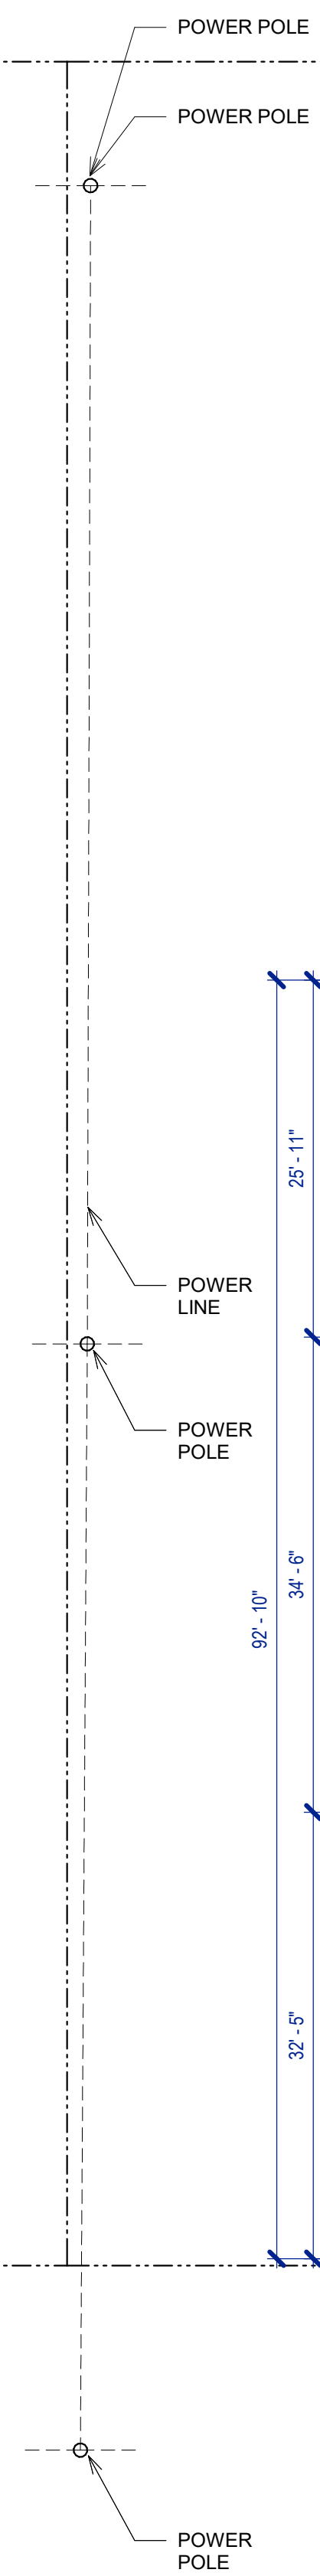 POWER POLE
POWER POLE
25' - 11"
POWER
LINE
POWER
POLE
34' - 6"
92' - 10"
32' - 5"
POWER
POLE